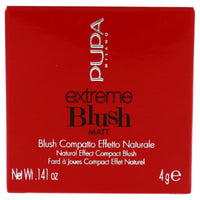 PUPA
MILANO
extreme
Blush
MATT
Blush Compatto Effetto Naturale
Natural Effect Compact Blush
Fard à Joues Compact Effet Naturel
Net Wt .141 oz
4g ℮